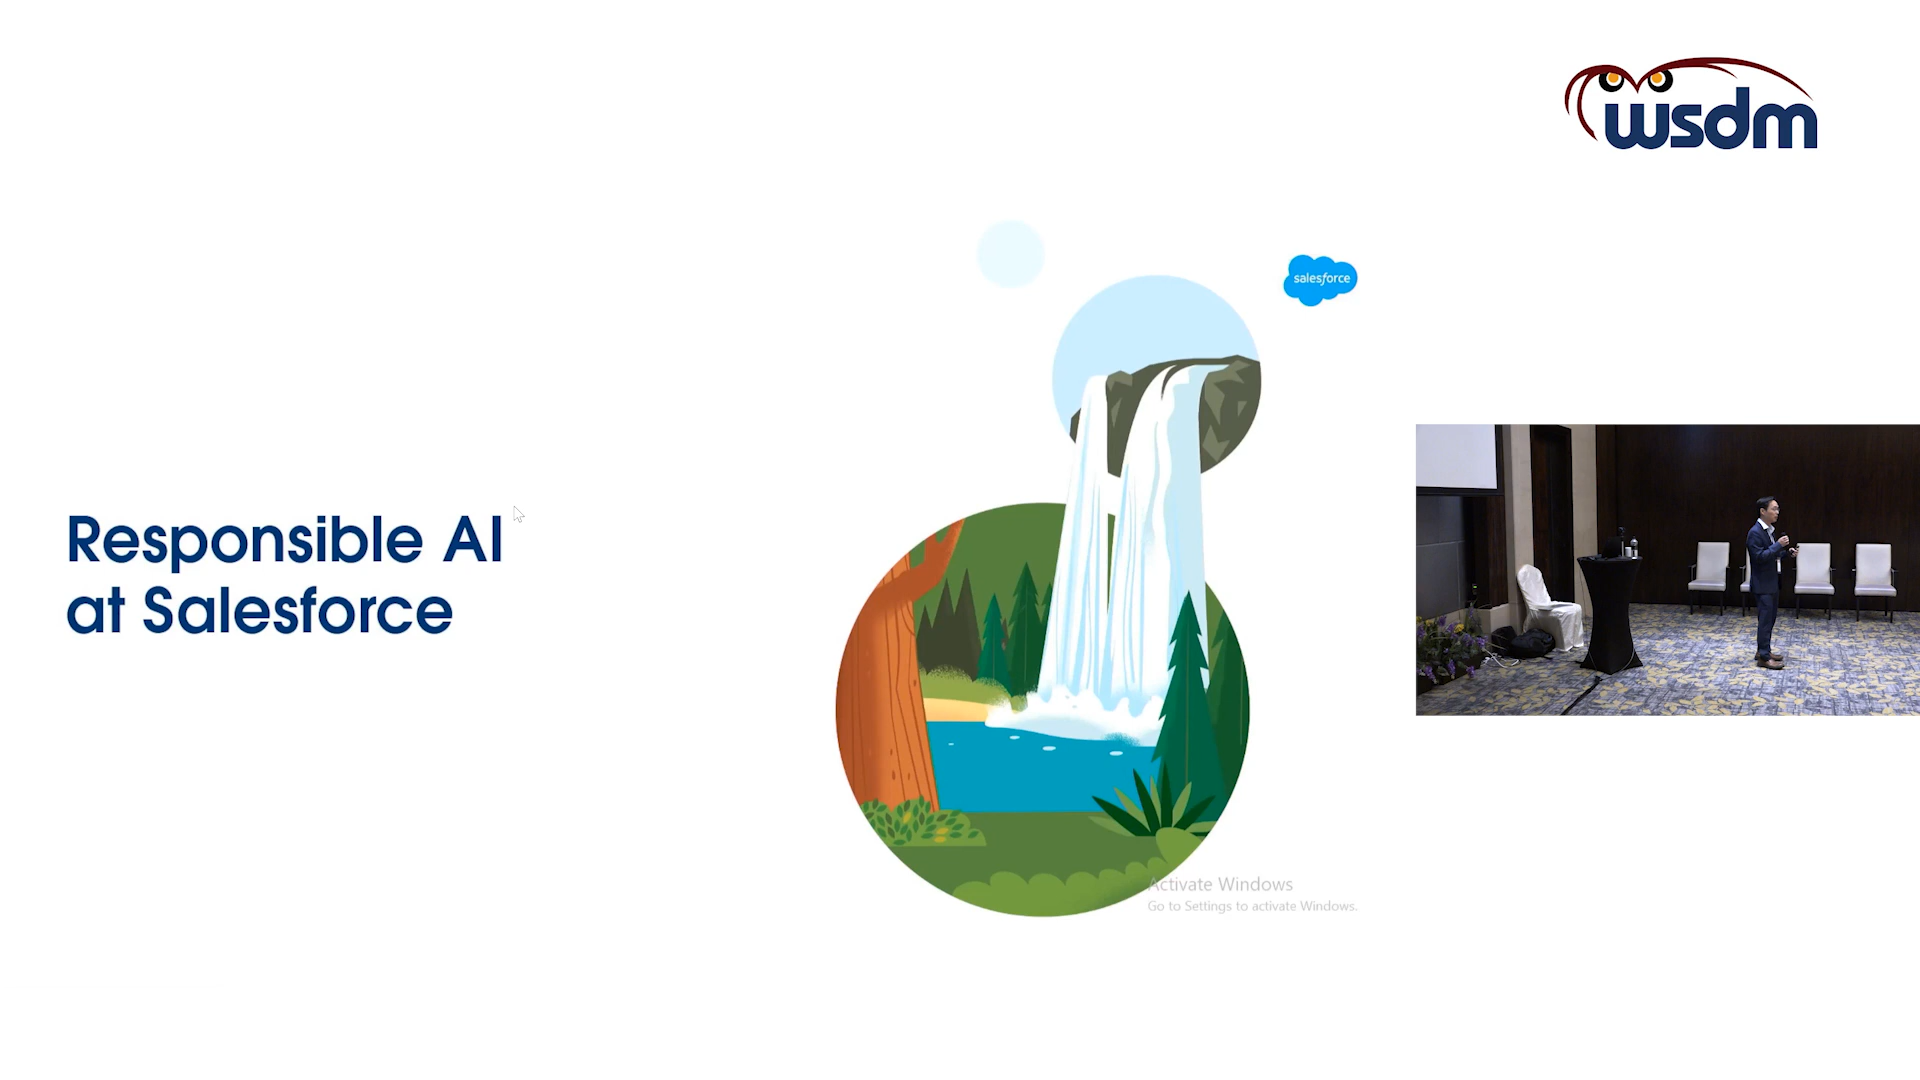 wsdm
salesforce
Responsible AI
at Salesforce
Activate Windows
Go to Settings to activate Windows.